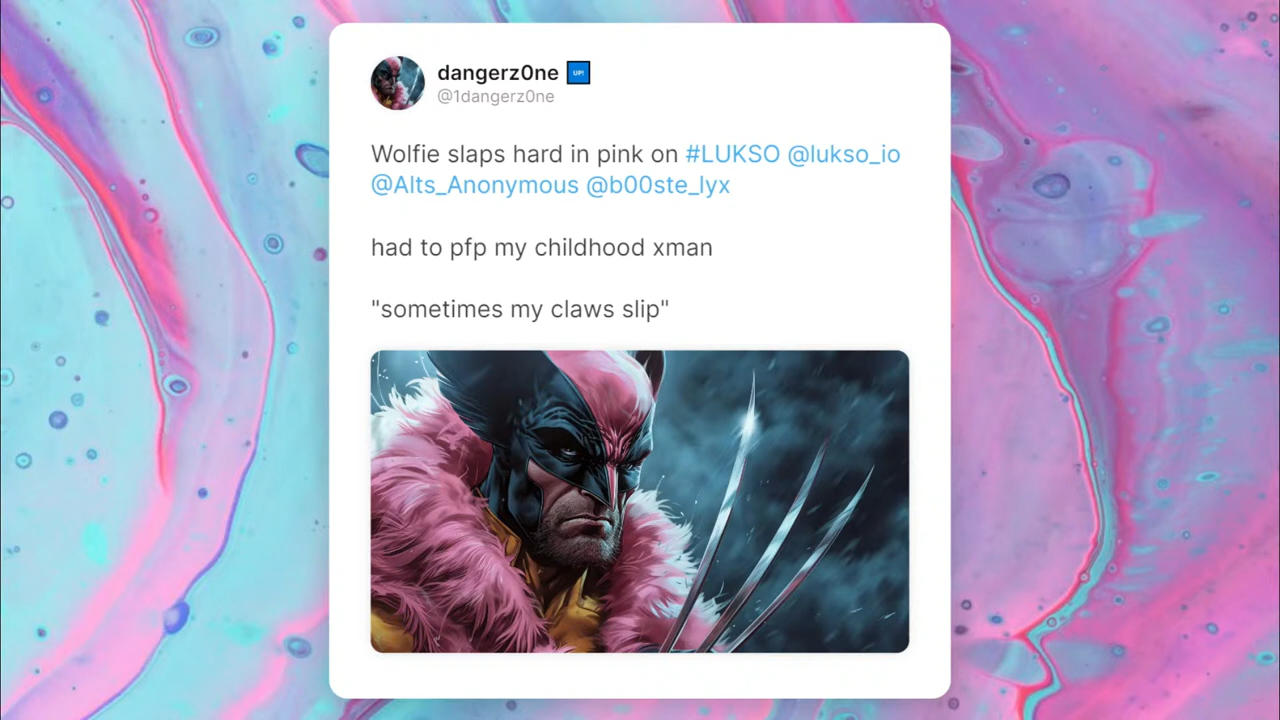 dangerz0ne UP!
@1dangerz0ne
Wolfie slaps hard in pink on #LUKSO @lukso_io
@Alts_Anonymous @b00ste_lyx
had to pfp my childhood xman
"sometimes my claws slip"